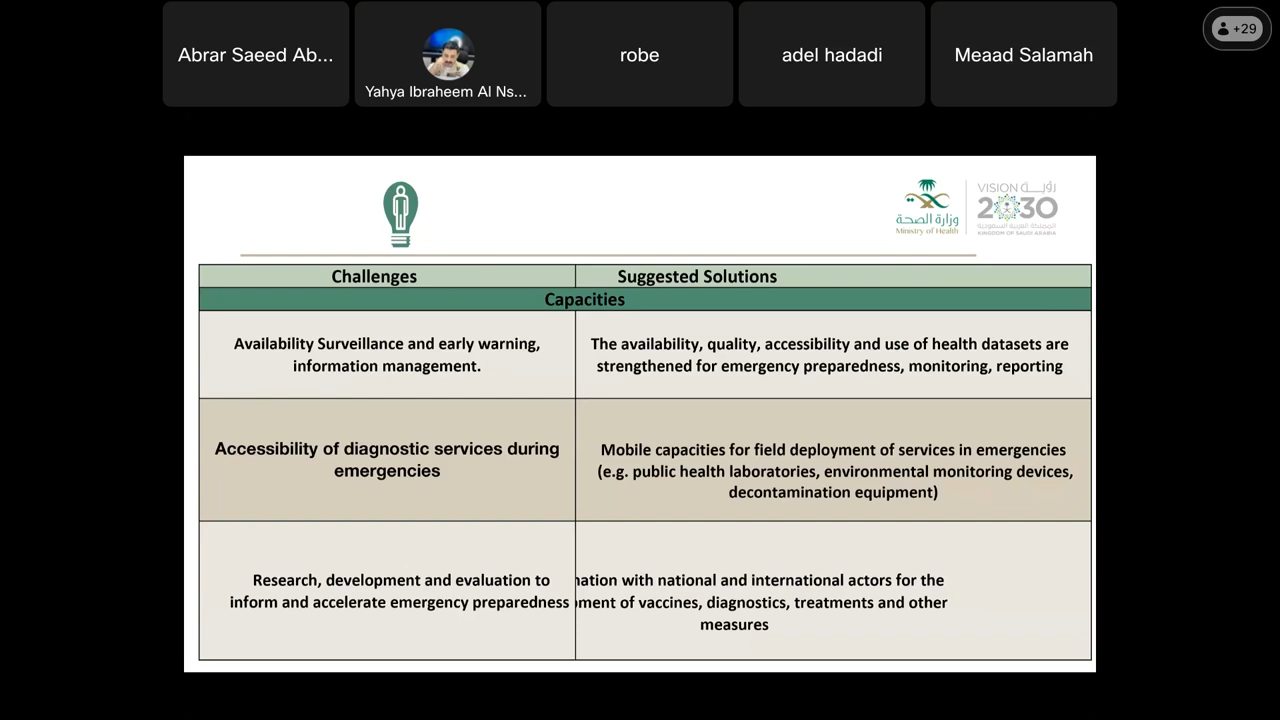 Abrar Saeed Ab...
Yahya Ibraheem Al Ns...
robe
adel hadadi
Meaad Salamah
+29
وزارة الصحة
Ministry of Health
VISION رؤية
2030
المملكة العربية السعودية
KINGDOM OF SAUDI ARABIA
Challenges
Suggested Solutions
Capacities
Availability Surveillance and early warning,
information management.
The availability, quality, accessibility and use of health datasets are
strengthened for emergency preparedness, monitoring, reporting
Accessibility of diagnostic services during
emergencies
Mobile capacities for field deployment of services in emergencies
(e.g. public health laboratories, environmental monitoring devices,
decontamination equipment)
Research, development and evaluation to
inform and accelerate emergency preparedness
nation with national and international actors for the
oment of vaccines, diagnostics, treatments and other
measures